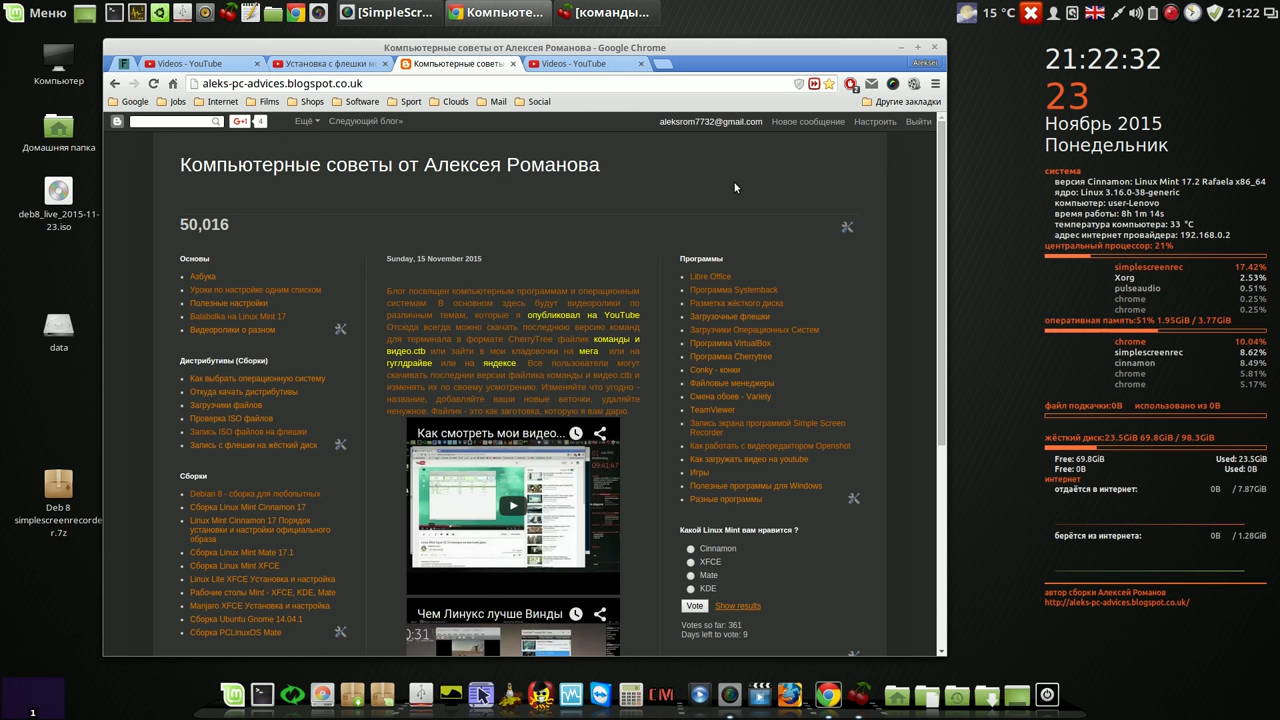 Меню
[SimpleScr...
Компьюте...
[команды...
15 °C
21:22
Компьютер
Домашняя папка
deb8_live_2015-11-
23.iso
data
Deb 8
simplescreenrecorde
r.7z
Компьютерные советы от Алексея Романова - Google Chrome
Videos - YouTube
Установка с флешки мо
Компьютерные советы
Videos - YouTube
Aleksei
aleks-pc-advices.blogspot.co.uk
Google
Jobs
Internet
Films
Shops
Software
Sport
Clouds
Mail
Social
Другие закладки
G+1
4
Ещё
Следующий блог»
aleksrom7732@gmail.com
Новое сообщение
Настроить
Выйти
Компьютерные советы от Алексея Романова
50,016
Основы
Азбука
Уроки по настройке одним списком
Полезные настройки
Balabolka на Linux Mint 17
Видеоролики о разном
Дистрибутивы (Сборки)
Как выбрать операционную систему
Откуда качать дистрибутивы
Загрузчики файлов
Проверка ISO файлов
Запись ISO файлов на флешки
Запись с флешки на жёсткий диск
Сборки
Debian 8 - сборка для любопытных
Сборка Linux Mint Cinnamon 17
Linux Mint Cinnamon 17 Порядок
установки и настройки официального
образа
Сборка Linux Mint Mate 17.1
Сборка Linux Mint XFCE
Linux Lite XFCE Установка и настройка
Рабочие столы Mint - XFCE, KDE, Mate
Manjaro XFCE Установка и настройка
Сборка Ubuntu Gnome 14.04.1
Сборка PCLinuxOS Mate
Sunday, 15 November 2015
Блог посвящен компьютерным программам и операционным
системам. В основном здесь будут видеоролики по
различным темам, которые я опубликовал на YouTube
Отсюда всегда можно скачать последнюю версию команд
для терминала в формате CherryTree файлик команды и
видео.ctb или зайти в мои кладовочки на мега или на
гуглдрайве или на яндексе. Все пользователи могут
скачивать последнии версии файлика команды и видео.ctb и
изменять их по своему усмотрению. Изменяйте что угодно -
название, добавляйте ваши новые веточки, удаляйте
ненужное. Файлик - это как заготовка, которую я вам дарю.
Как смотреть мои видео...
Чем Линукс лучше Винды
Программы
Libre Office
Программа Systemback
Разметка жёсткого диска
Загрузочные флешки
Загрузчики Операционных Систем
Программа VirtualBox
Программа Cherrytree
Conky - конки
Файловые менеджеры
Смена обоев - Variety
TeamViewer
Запись экрана программой Simple Screen
Recorder
Как работать с видеоредактором Openshot
Как загружать видео на youtube
Игры
Полезные программы для Windows
Разные программы
Какой Linux Mint вам нравится ?
Cinnamon
XFCE
Mate
KDE
Vote
Show results
Votes so far: 361
Days left to vote: 9
21:22:32
23
Ноябрь 2015
Понедельник
система
версия Cinnamon: Linux Mint 17.2 Rafaela x86_64
ядро: Linux 3.16.0-38-generic
компьютер: user-Lenovo
время работы: 8h 1m 14s
температура компьютера: 33 °C
адрес интернет провайдера: 192.168.0.2
центральный процессор: 21%
simplescreenrec 17.42%
Xorg 2.53%
pulseaudio 0.51%
chrome 0.25%
chrome 0.25%
оперативная память:51% 1.95GiB / 3.77GiB
chrome 10.04%
simplescreenrec 8.62%
cinnamon 8.49%
chrome 5.81%
chrome 5.17%
файл подкачки:0B использовано из 0B
жёсткий диск:23.5GiB 69.8GiB / 98.3GiB
Free: 69.8GiB Used: 23.5GiB
Free: 0B Used: 0B
интернет
отдаётся в интернет: 0B / 7.87GiB
берётся из интернета: 0B / 1.28GiB
автор сборки Алексей Романов
http://aleks-pc-advices.blogspot.co.uk/
1